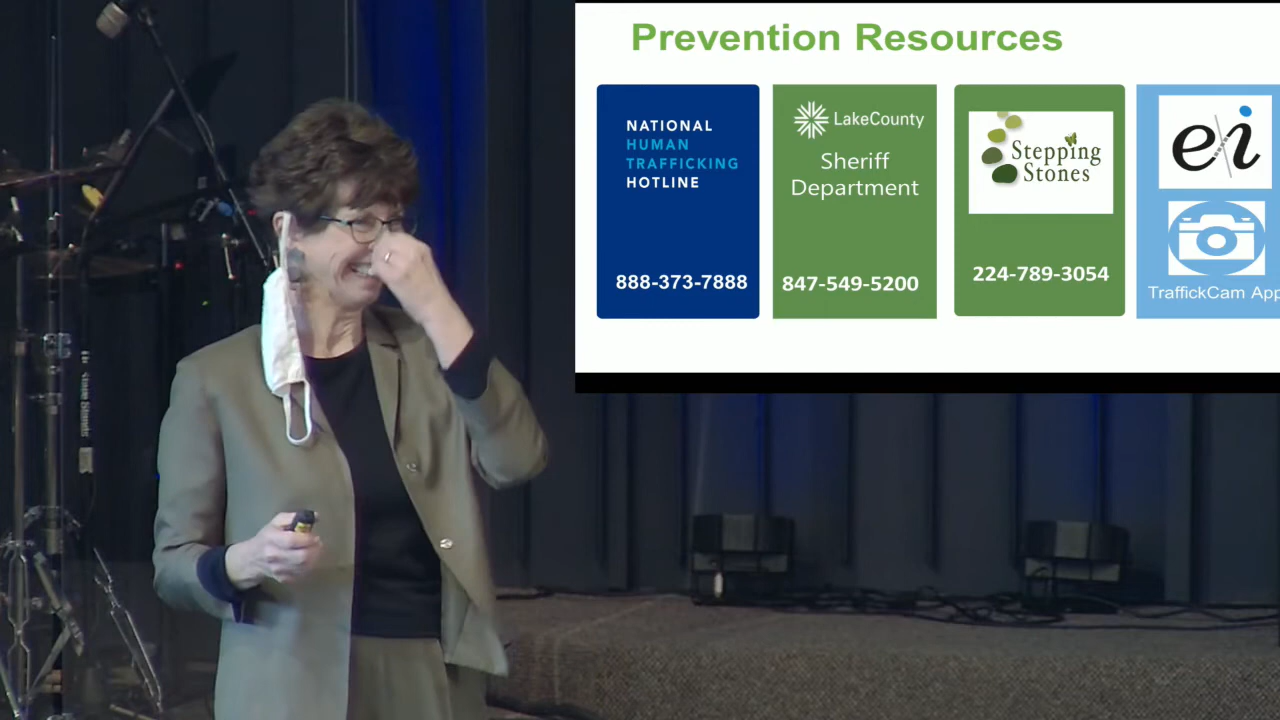 Prevention Resources
NATIONAL
HUMAN
TRAFFICKING
HOTLINE
888-373-7888
LakeCounty
Sheriff
Department
847-549-5200
Stepping
Stones
224-789-3054
e/i
TraffickCam App